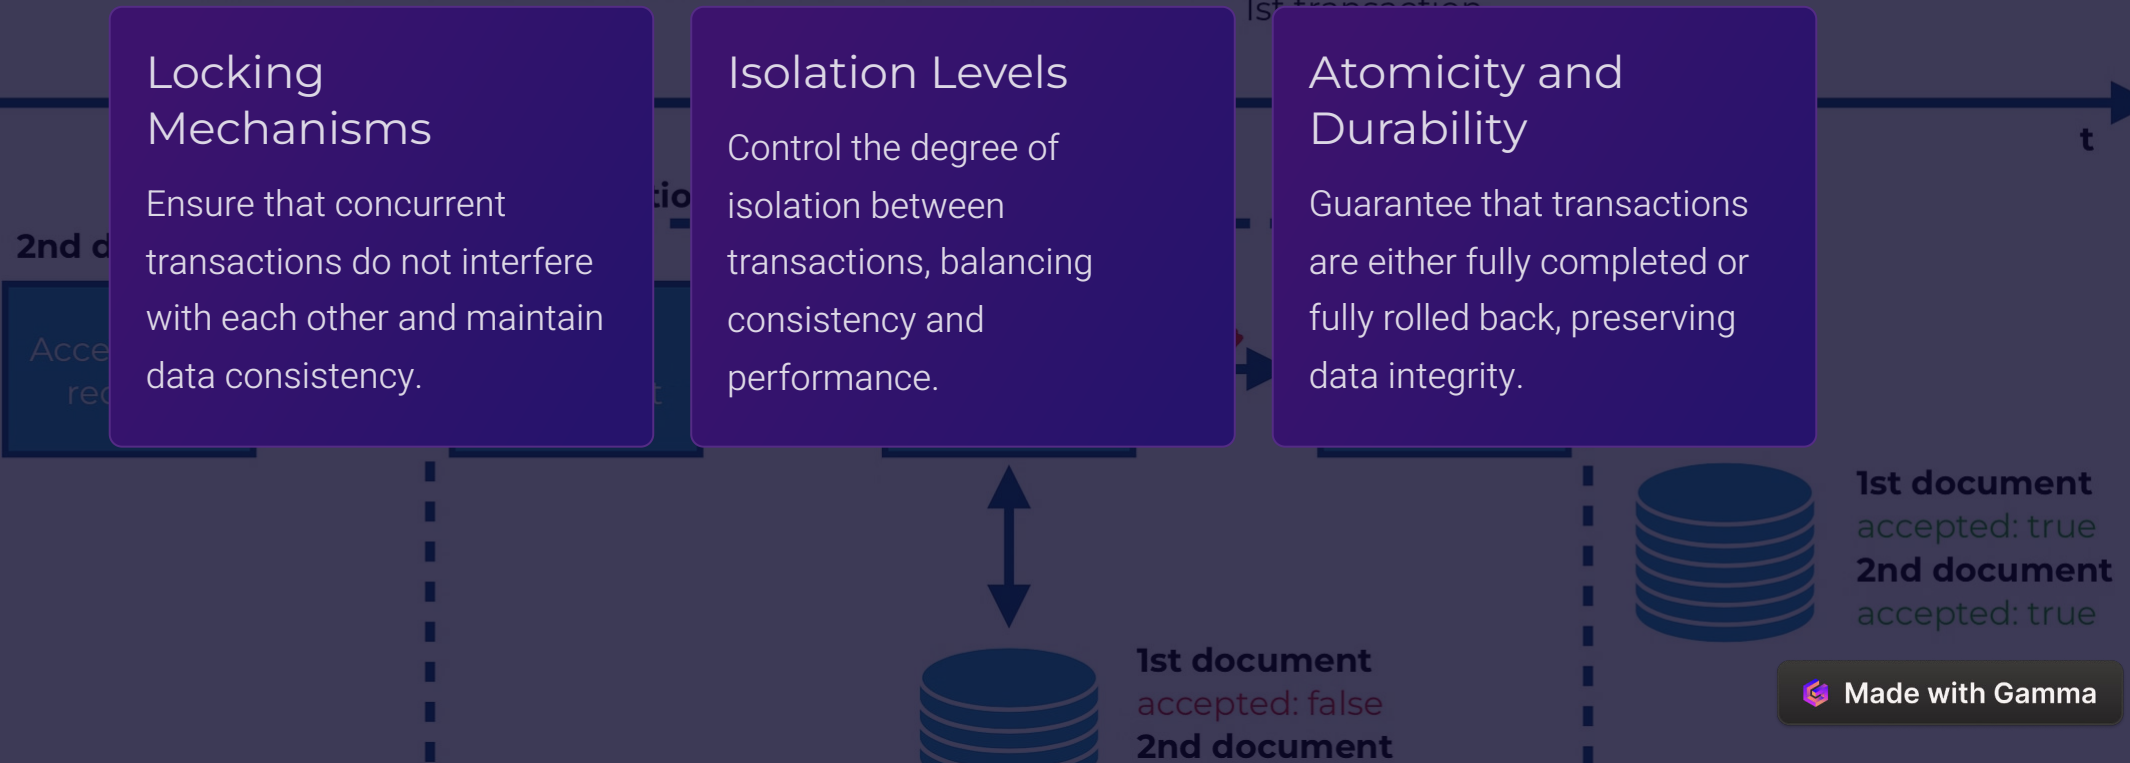 1st transaction
Locking
Mechanisms
Ensure that concurrent
transactions do not interfere
with each other and maintain
data consistency.
Isolation Levels
Control the degree of
isolation between
transactions, balancing
consistency and
performance.
Atomicity and
Durability
Guarantee that transactions
are either fully completed or
fully rolled back, preserving
data integrity.
t
2nd
1st document
accepted: true
2nd document
accepted: true
1st document
accepted: false
2nd document
Made with Gamma